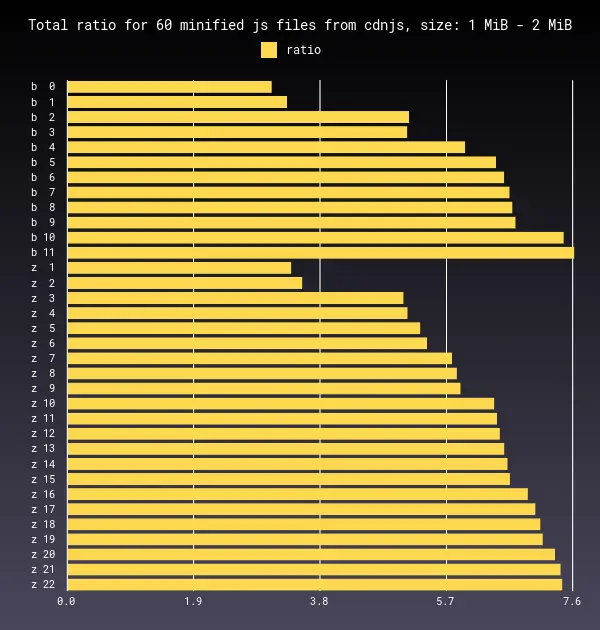 Total ratio for 60 minified js files from cdnjs, size: 1 MiB - 2 MiB
ratio
b 0
b 1
b 2
b 3
b 4
b 5
b 6
b 7
b 8
b 9
b 10
b 11
z 1
z 2
z 3
z 4
z 5
z 6
z 7
z 8
z 9
z 10
z 11
z 12
z 13
z 14
z 15
z 16
z 17
z 18
z 19
z 20
z 21
z 22
0.0 1.9 3.8 5.7 7.6